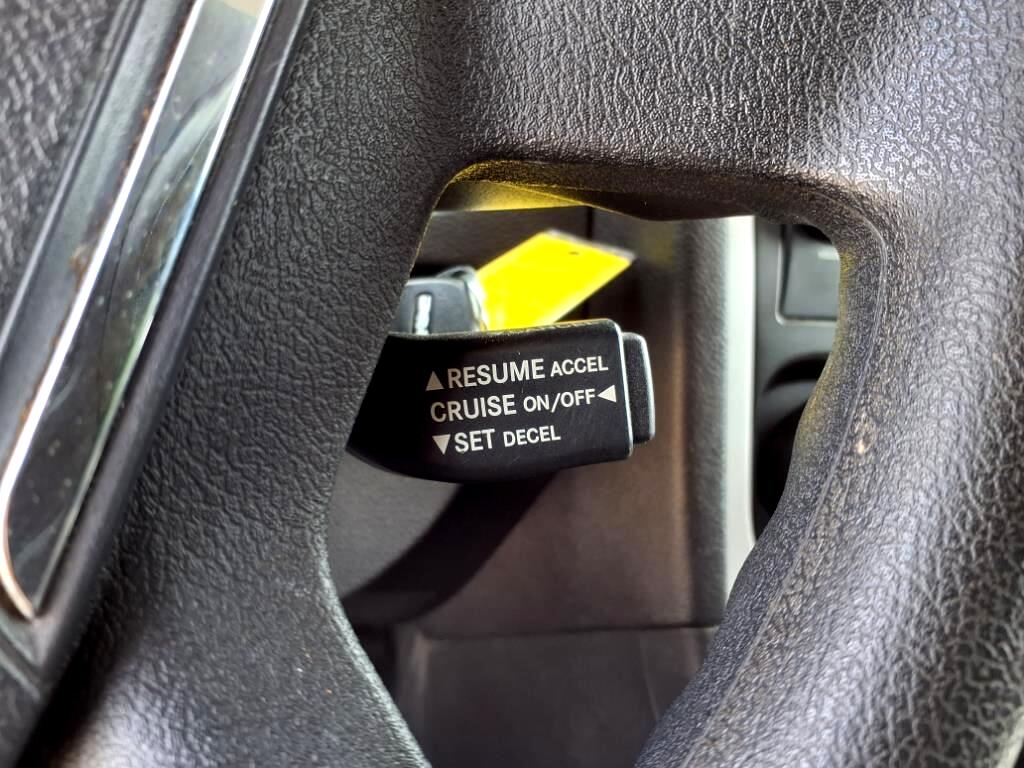 ▲RESUME ACCEL
CRUISE ON/OFF◀
▼SET DECEL